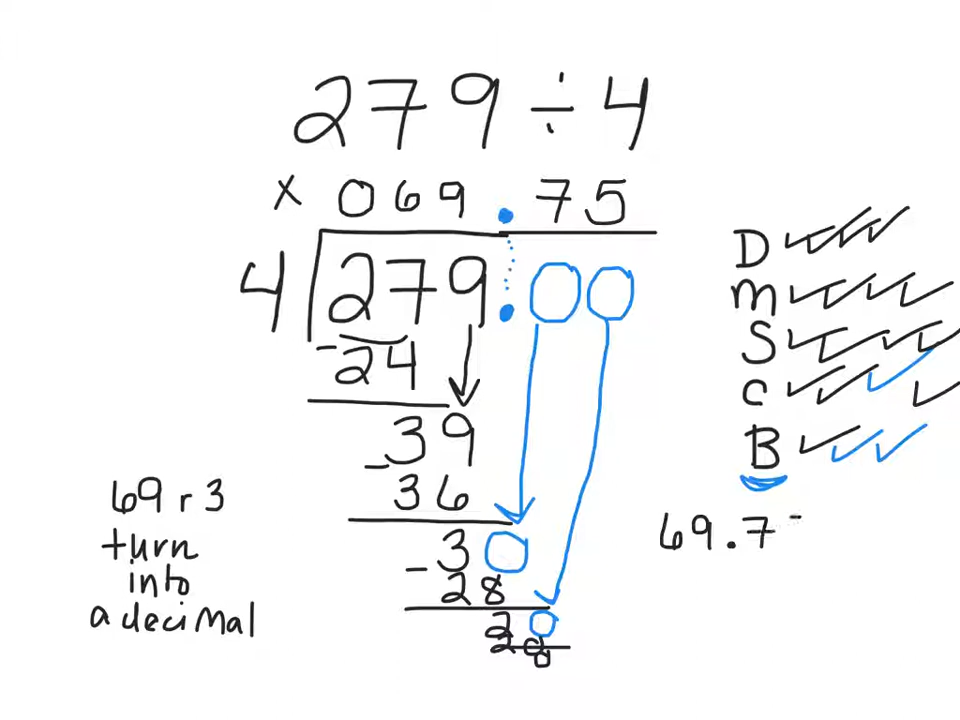 279 ÷ 4
x 069.75
4 279.00
-24
39
-36
-30
28
20
20
0
69 r 3
turn
into
a decimal
D
m
S
C
B
69.7